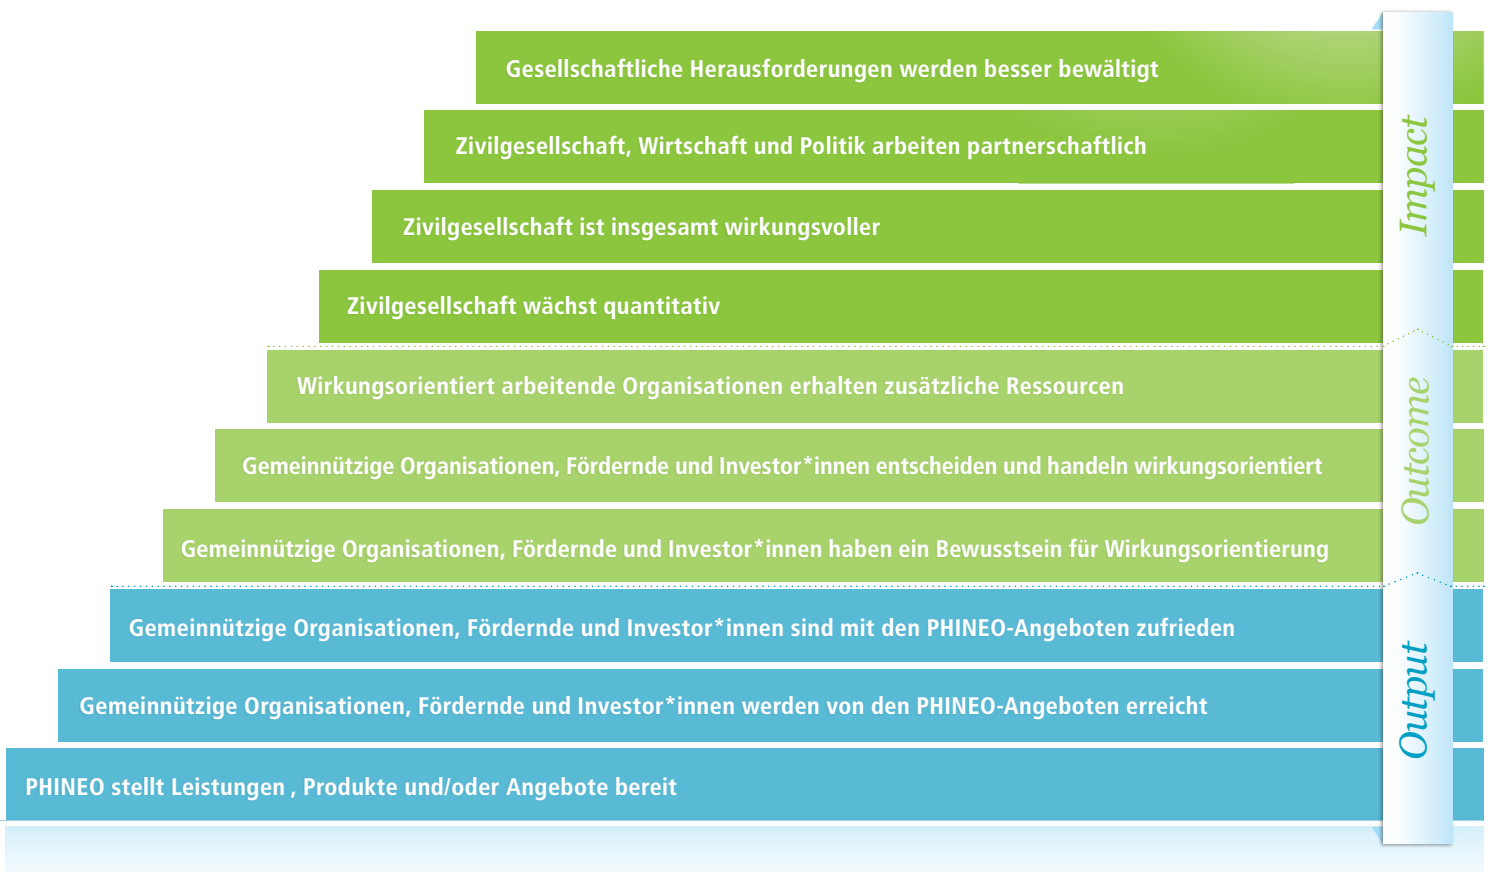 Gesellschaftliche Herausforderungen werden besser bewältigt
Zivilgesellschaft, Wirtschaft und Politik arbeiten partnerschaftlich
Zivilgesellschaft ist insgesamt wirkungsvoller
Zivilgesellschaft wächst quantitativ
Impact
Wirkungsorientiert arbeitende Organisationen erhalten zusätzliche Ressourcen
Gemeinnützige Organisationen, Fördernde und Investor*innen entscheiden und handeln wirkungsorientiert
Gemeinnützige Organisationen, Fördernde und Investor*innen haben ein Bewusstsein für Wirkungsorientierung
Outcome
Gemeinnützige Organisationen, Fördernde und Investor*innen sind mit den PHINEO-Angeboten zufrieden
Gemeinnützige Organisationen, Fördernde und Investor*innen werden von den PHINEO-Angeboten erreicht
PHINEO stellt Leistungen , Produkte und/oder Angebote bereit
Output